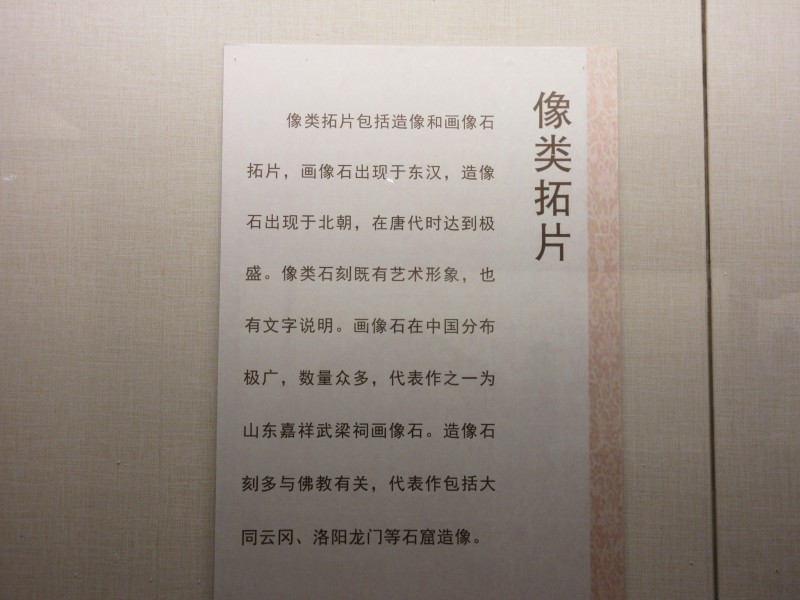 像类拓片
像类拓片包括造像和画像石
拓片，画像石出现于东汉，造像
石出现于北朝，在唐代时达到极
盛。像类石刻既有艺术形象，也
有文字说明。画像石在中国分布
极广，数量众多，代表作之一为
山东嘉祥武梁祠画像石。造像石
刻多与佛教有关，代表作包括大
同云冈、洛阳龙门等石窟造像。